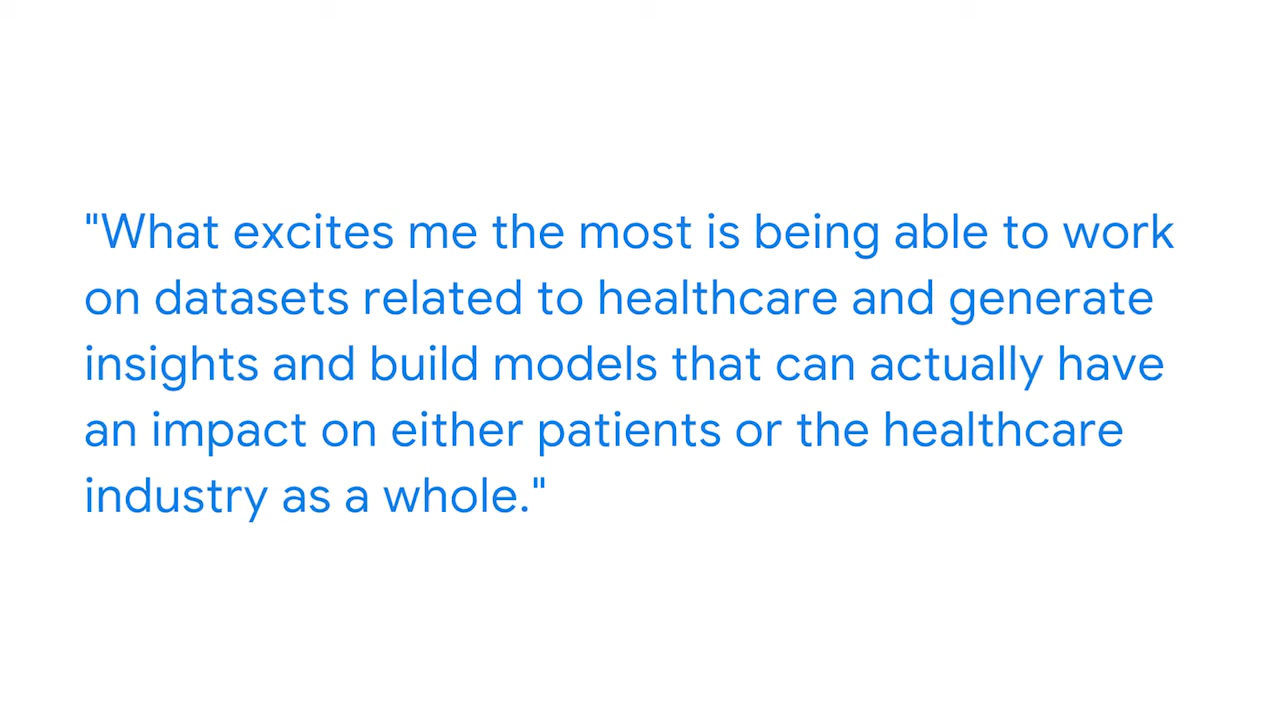 "What excites me the most is being able to work
on datasets related to healthcare and generate
insights and build models that can actually have
an impact on either patients or the healthcare
industry as a whole."